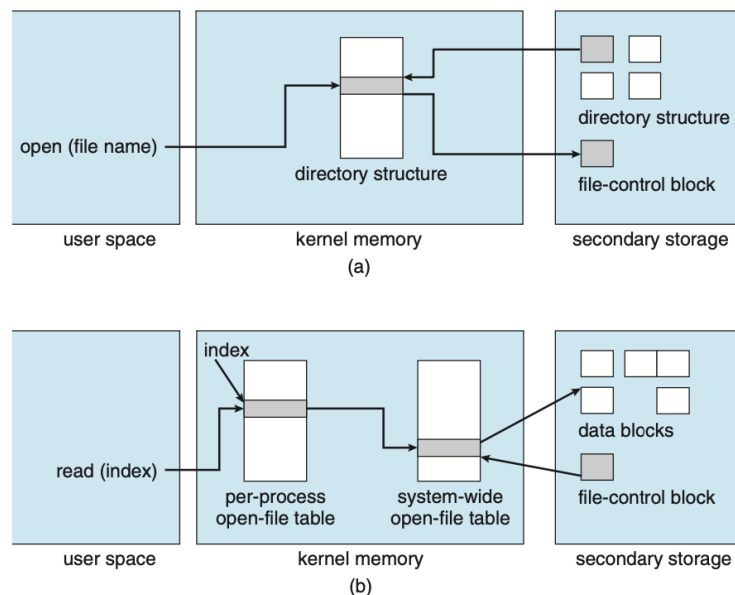 directory structure
open (file name)
directory structure
file-control block
user space
kernel memory
secondary storage
(a)
index
data blocks
read (index)
per-process
open-file table
system-wide
open-file table
file-control block
user space
kernel memory
secondary storage
(b)